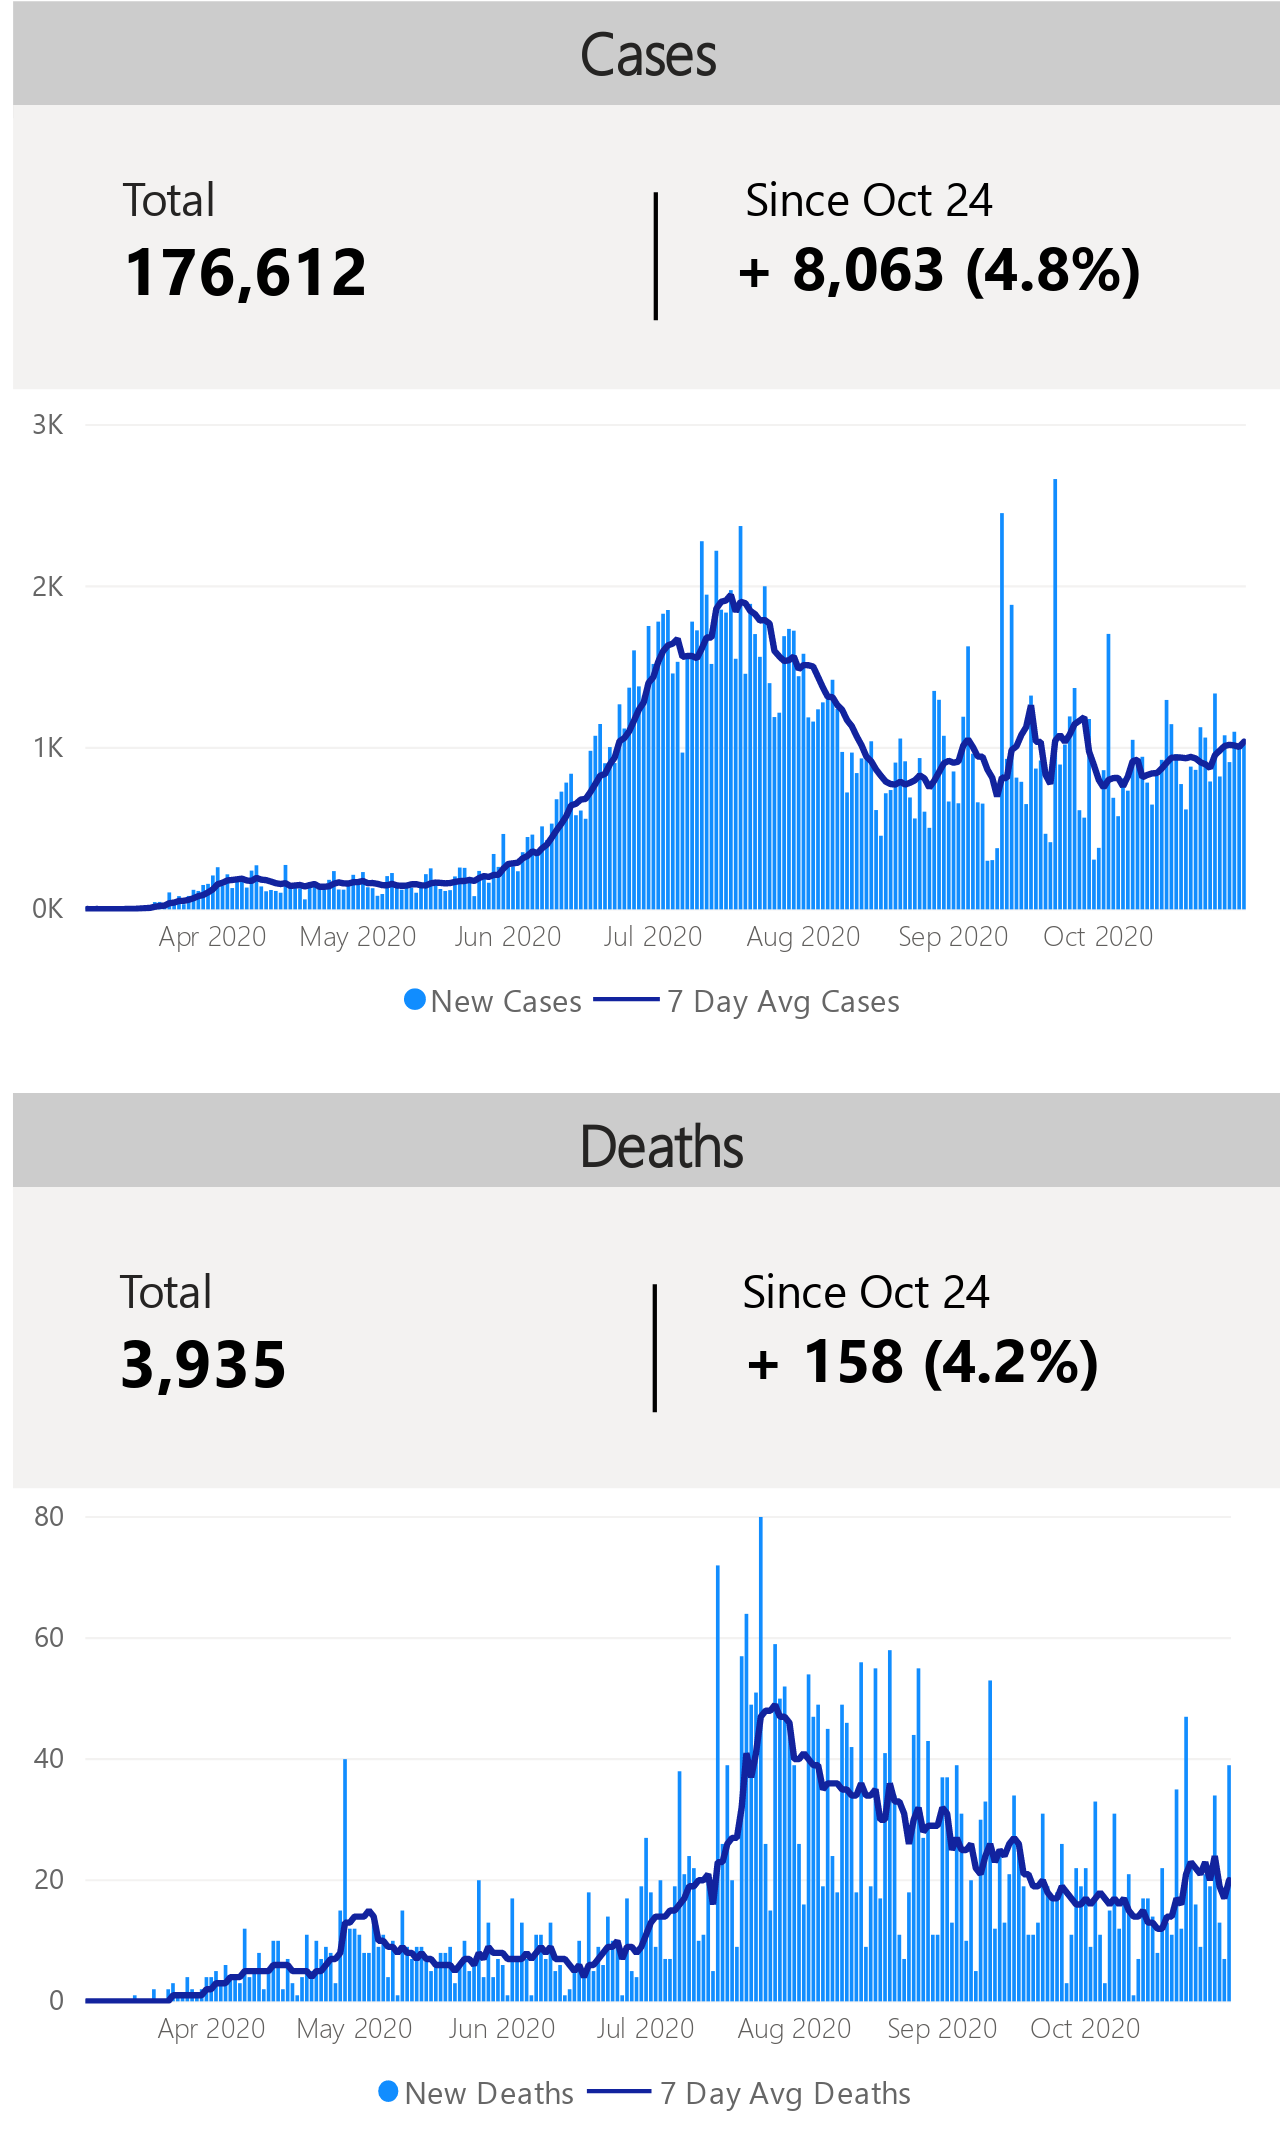 Cases
Total
Since Oct 24
176,612
+ 8,063 (4.8%)
3K
2K
1K
0K
Apr 2020 May 2020 Jun 2020 Jul 2020 Aug 2020 Sep 2020 Oct 2020
New Cases 7 Day Avg Cases
Deaths
Total
Since Oct 24
3,935
+ 158 (4.2%)
80
60
40
20
0
Apr 2020 May 2020 Jun 2020 Jul 2020 Aug 2020 Sep 2020 Oct 2020
New Deaths 7 Day Avg Deaths